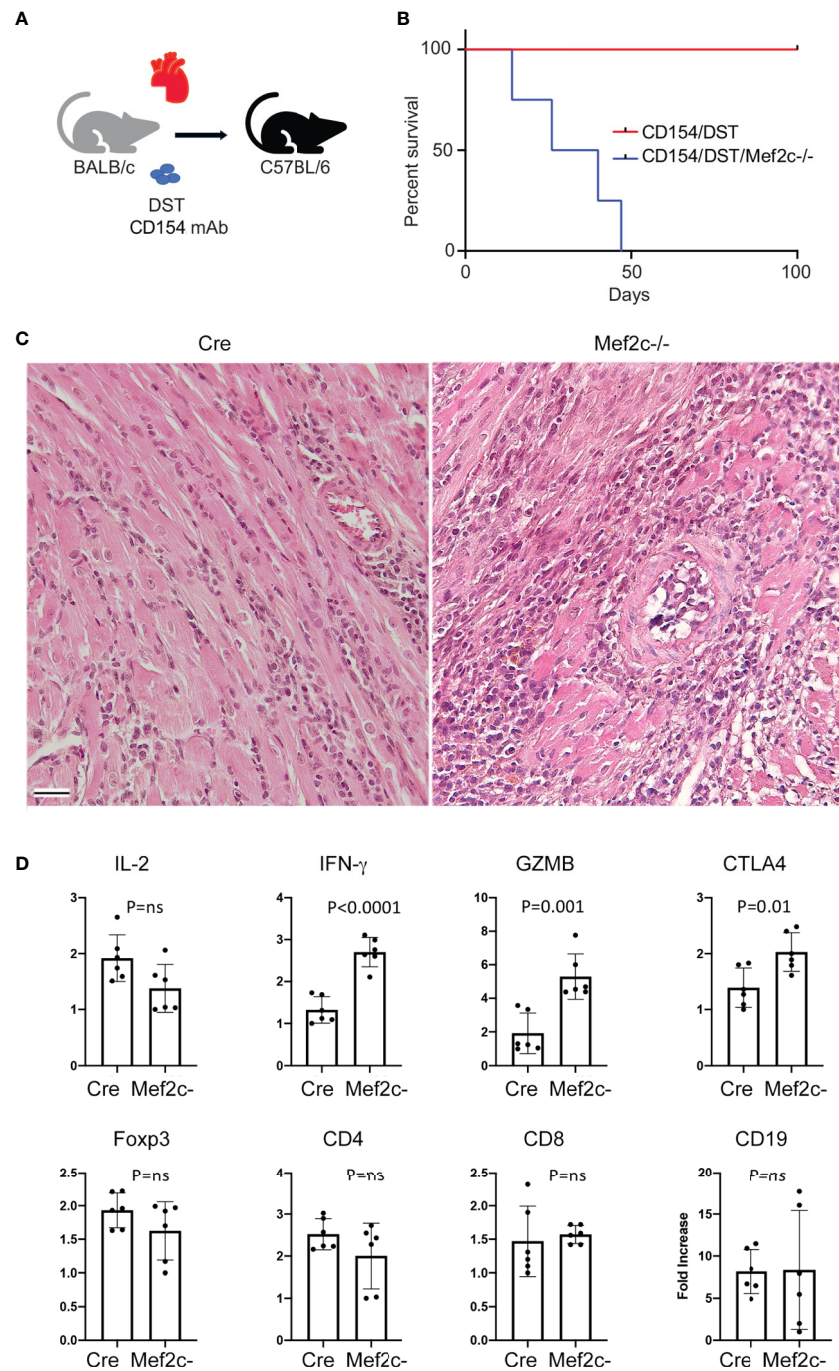 A
BALB/c
C57BL/6
DST
CD154 mAb
B
Percent survival
100
50
0
0
50
100
Days
CD154/DST
CD154/DST/Mef2c-/-
C
Cre
Mef2c-/-
D
IL-2
P=ns
3
2
1
0
Cre Mef2c-
IFN-γ
P<0.0001
4
3
2
1
0
Cre Mef2c-
GZMB
P=0.001
10
8
6
4
2
0
Cre Mef2c-
CTLA4
P=0.01
3
2
1
0
Cre Mef2c-
Foxp3
P=ns
2.5
2.0
1.5
1.0
0.5
0.0
Cre Mef2c-
CD4
P=ns
4
3
2
1
0
Cre Mef2c-
CD8
P=ns
2.5
2.0
1.5
1.0
0.5
0.0
Cre Mef2c-
CD19
P=ns
Fold Increase
20
15
10
5
0
Cre Mef2c-